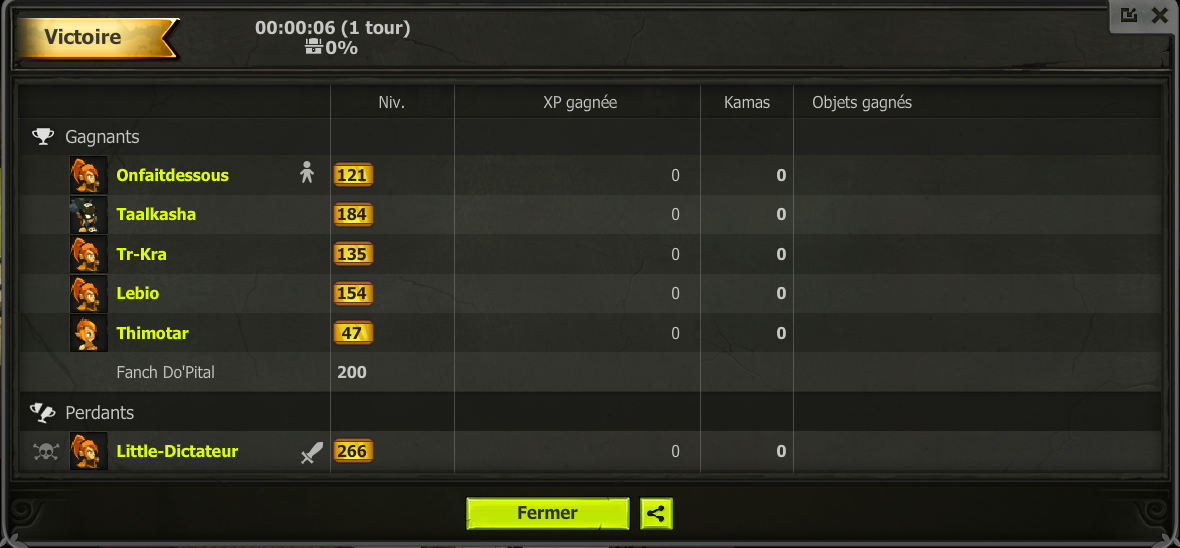 Victoire
00:00:06 (1 tour)
0%
Niv. XP gagnée Kamas Objets gagnés
Gagnants
Onfaitdessous 121 0 0
Taalkasha 184 0 0
Tr-Kra 135 0 0
Lebio 154 0 0
Thimotar 47 0 0
Fanch Do'Pital 200
Perdants
Little-Dictateur 266 0 0
Fermer